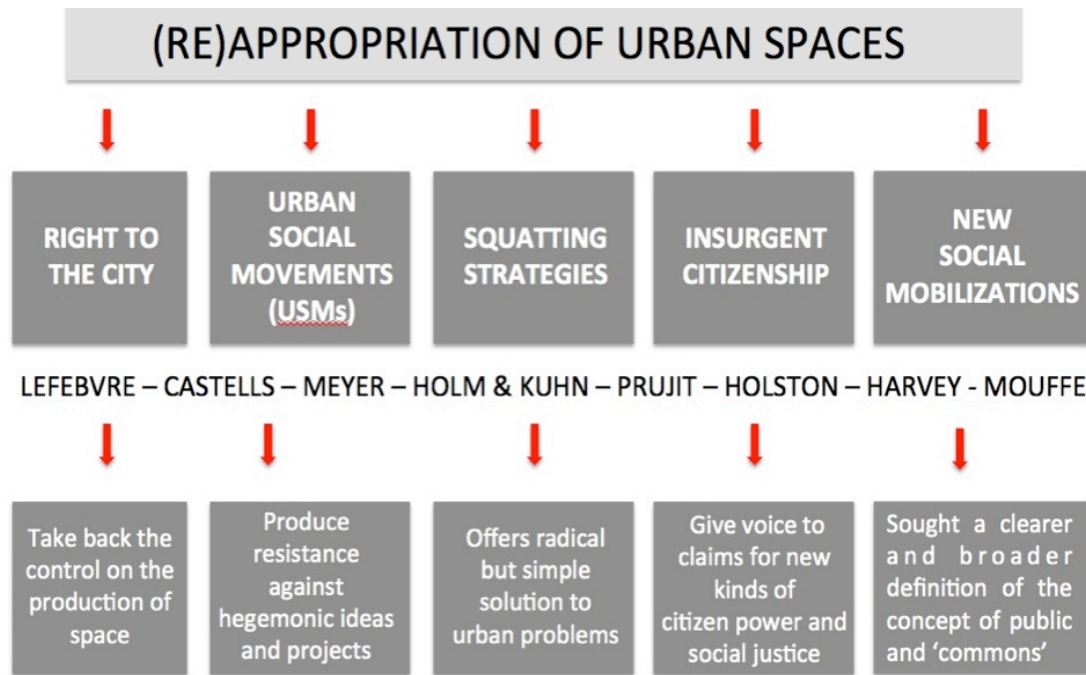 (RE)APPROPRIATION OF URBAN SPACES
RIGHT TO
THE CITY
URBAN
SOCIAL
MOVEMENTS
(USMs)
SQUATTING
STRATEGIES
INSURGENT
CITIZENSHIP
NEW
SOCIAL
MOBILIZATIONS
LEFEBVRE – CASTELLS – MEYER – HOLM & KUHN – PRUJIT – HOLSTON – HARVEY - MOUFFE
Take back the
control on the
production of
space
Produce
resistance
against
hegemonic ideas
and projects
Offers radical
but simple
solution to
urban problems
Give voice to
claims for new
kinds of
citizen power and
social justice
Sought a clearer
and broader
definition of the
concept of public
and ‘commons’